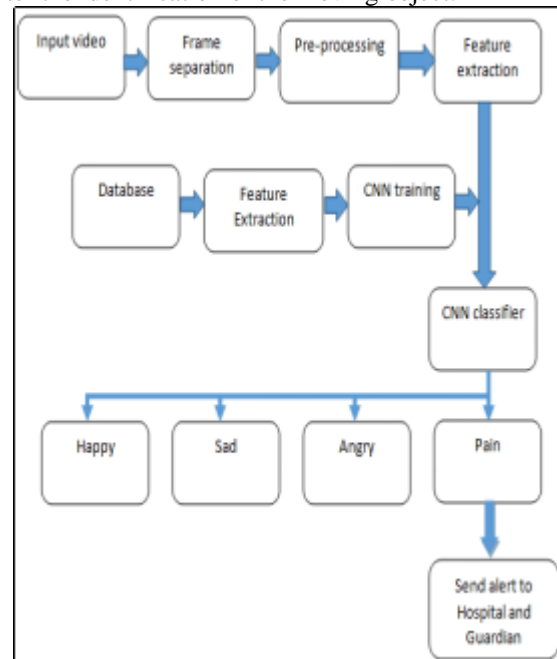 Input video
Frame
separation
Pre-processing
Feature
extraction
Database
Feature
Extraction
CNN training
CNN classifier
Happy
Sad
Angry
Pain
Send alert to
Hospital and
Guardian